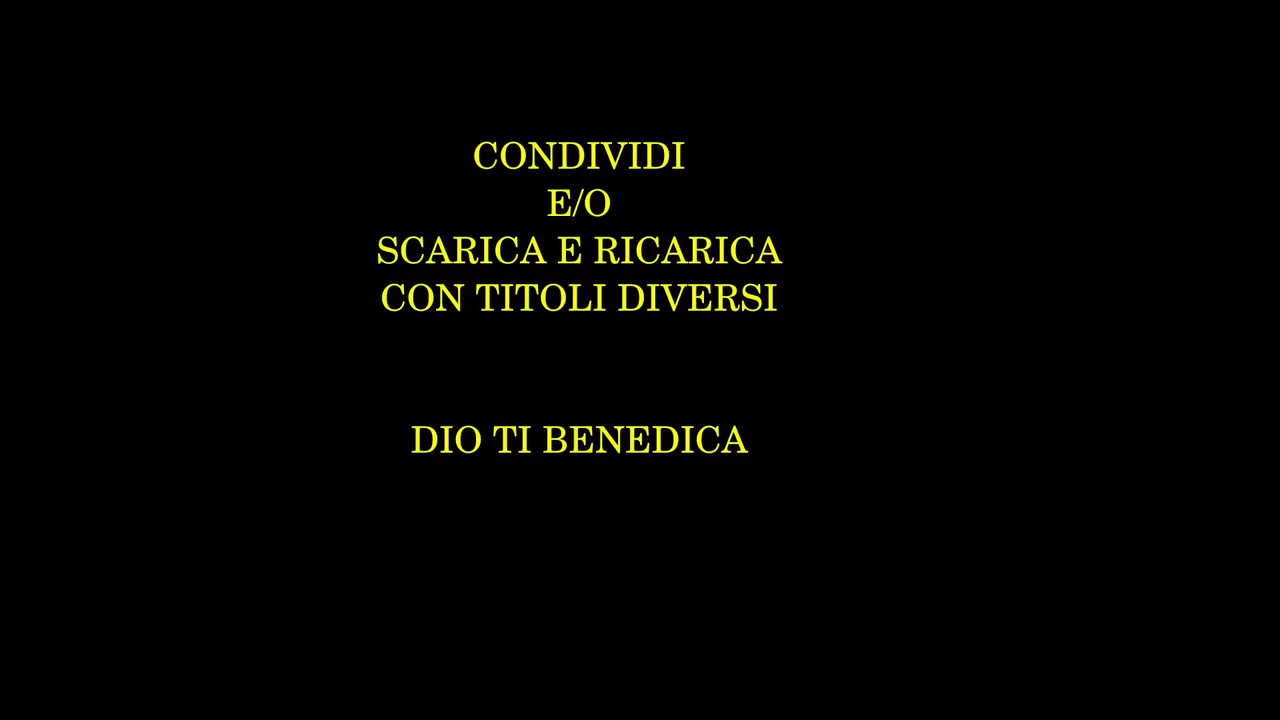 CONDIVIDI
E/O
SCARICA E RICARICA
CON TITOLI DIVERSI
DIO TI BENEDICA